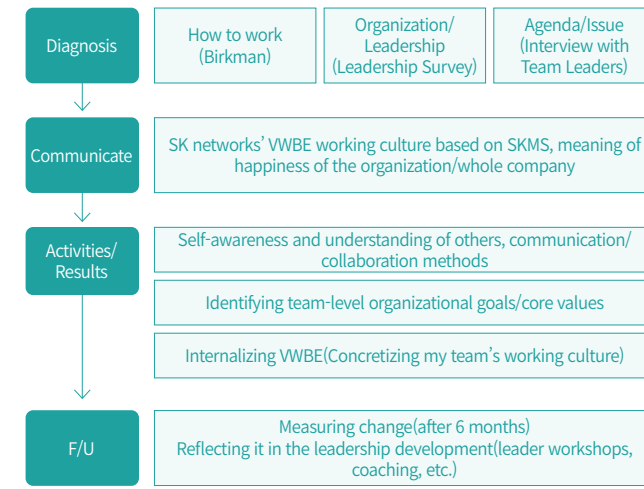 Diagnosis
How to work
(Birkman)
Organization/
Leadership
(Leadership Survey)
Agenda/Issue
(Interview with
Team Leaders)
Communicate
SK networks’ VWBE working culture based on SKMS, meaning of
happiness of the organization/whole company
Activities/
Results
Self-awareness and understanding of others, communication/
collaboration methods
Identifying team-level organizational goals/core values
Internalizing VWBE(Concretizing my team’s working culture)
F/U
Measuring change(after 6 months)
Reflecting it in the leadership development(leader workshops,
coaching, etc.)